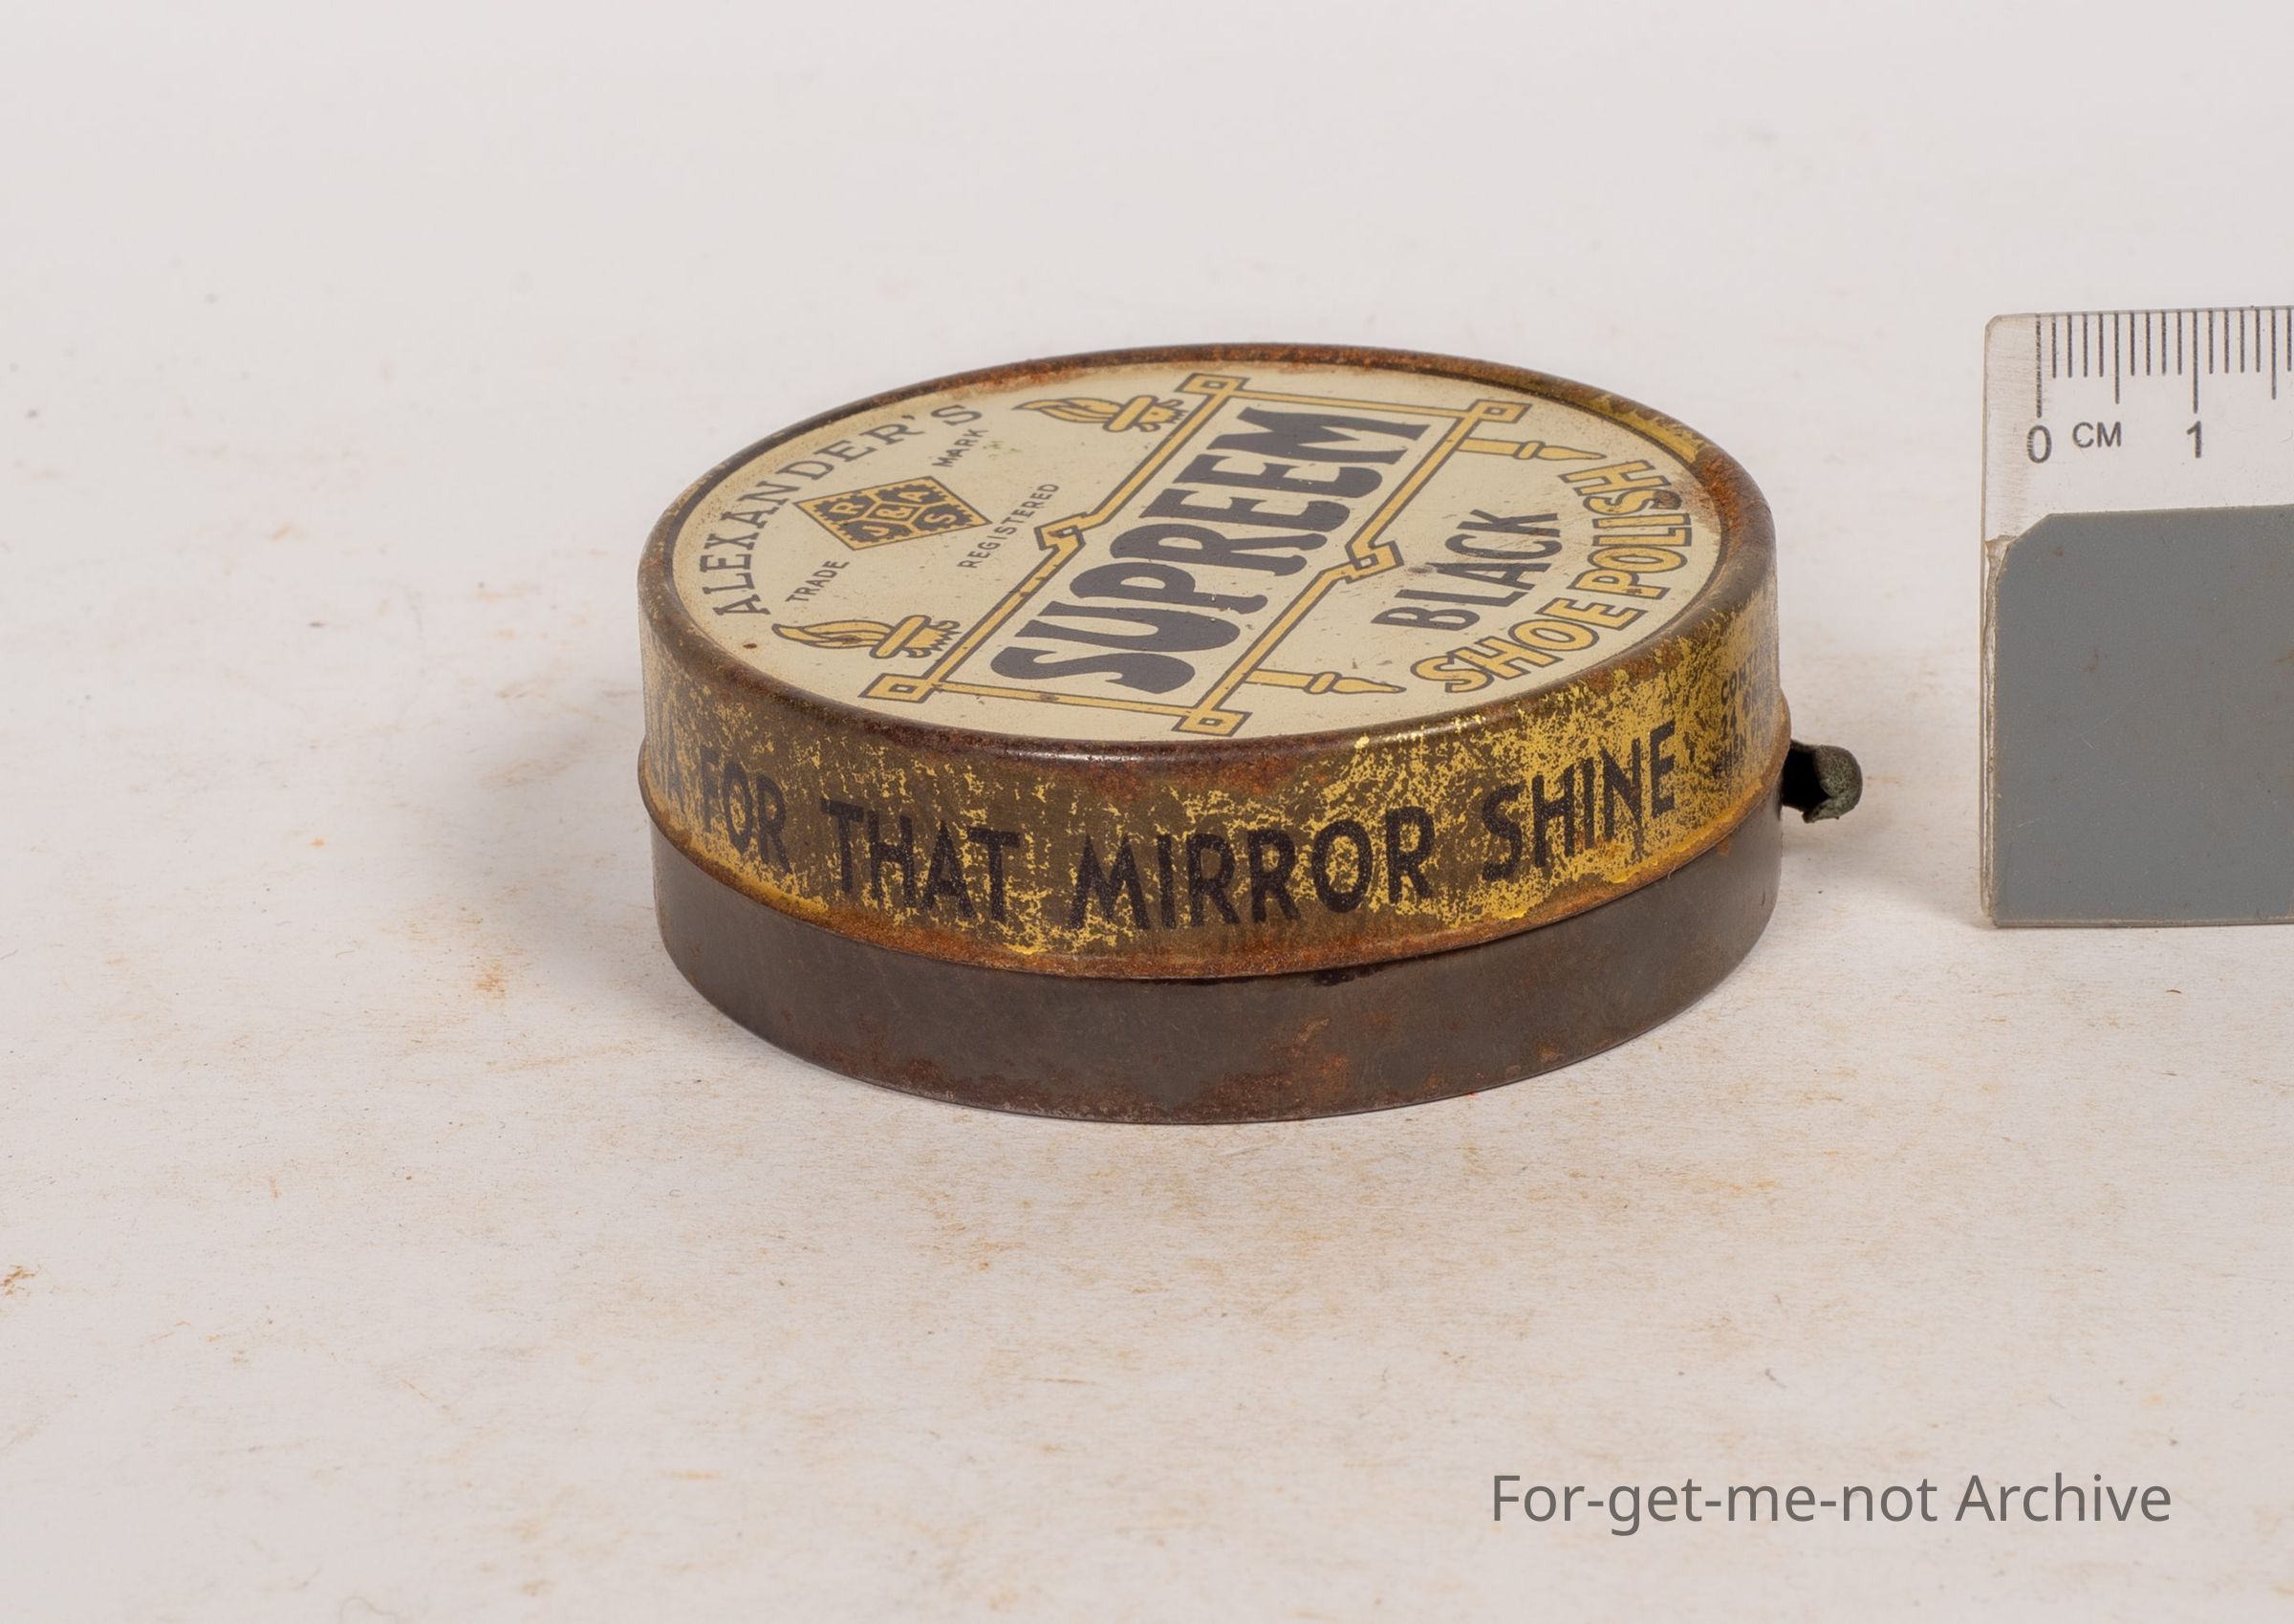 ALEXANDER'S
TRADE MARK
R J C A S
REGISTERED
SUPREEM
BLACK
SHOE POLISH
FOR THAT MIRROR SHINE
0 CM 1
For-get-me-not Archive